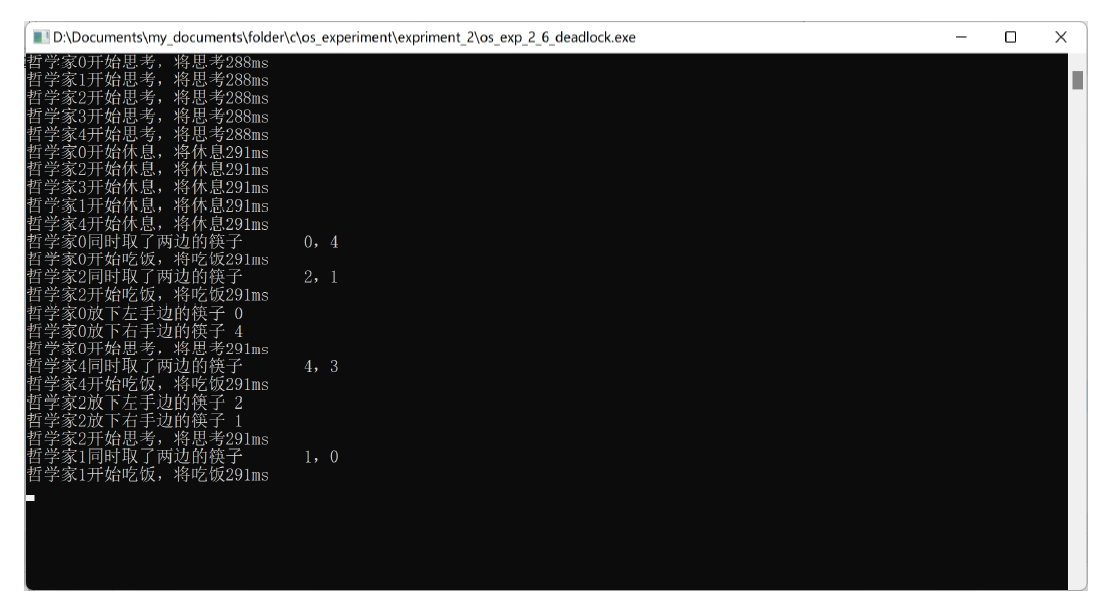 D:\Documents\my_documents\folder\c\os_experiment\expriment_2\os_exp_2_6_deadlock.exe
哲学家0开始思考，将思考288ms
哲学家1开始思考，将思考288ms
哲学家2开始思考，将思考288ms
哲学家3开始思考，将思考288ms
哲学家4开始思考，将思考288ms
哲学家0开始休息，将休息291ms
哲学家2开始休息，将休息291ms
哲学家3开始休息，将休息291ms
哲学家1开始休息，将休息291ms
哲学家4开始休息，将休息291ms
哲学家0同时取了两边的筷子 0，4
哲学家0开始吃饭，将吃饭291ms
哲学家2同时取了两边的筷子 2，1
哲学家2开始吃饭，将吃饭291ms
哲学家0放下左手边的筷子 0
哲学家0放下右手边的筷子 4
哲学家0开始思考，将思考291ms
哲学家4同时取了两边的筷子 4，3
哲学家4开始吃饭，将吃饭291ms
哲学家2放下左手边的筷子 2
哲学家2放下右手边的筷子 1
哲学家2开始思考，将思考291ms
哲学家1同时取了两边的筷子 1，0
哲学家1开始吃饭，将吃饭291ms